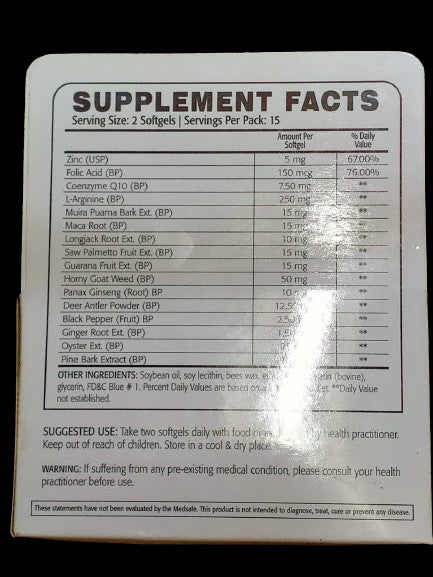 SUPPLEMENT FACTS
Serving Size: 2 Softgels | Servings Per Pack: 15
Amount Per Softgel % Daily Value
Zinc (USP) 5 mg 67.00%
Folic Acid (BP) 150 mcg 75.00%
Coenzyme Q10 (BP) 7.50 mg **
L-Arginine (BP) 250 mg **
Muira Puama Bark Ext. (BP) 15 mg **
Maca Root (BP) 15 mg **
Longjack Root Ext. (BP) 10 mg **
Saw Palmetto Fruit Ext. (BP) 15 mg **
Guarana Fruit Ext. (BP) 15 mg **
Horny Goat Weed (BP) 50 mg **
Panax Ginseng (Root) BP **
Deer Antler Powder (BP) **
Black Pepper (Fruit) BP **
Ginger Root Ext. (BP) **
Oyster Ext. (BP) **
Pine Bark Extract (BP) **
OTHER INGREDIENTS: Soybean oil, soy lecithin, bees wax, (bovine),
glycerin, FD&C Blue # 1. Percent Daily Values are based on **Daily Value
not established.
SUGGESTED USE: Take two softgels daily with food health practitioner.
Keep out of reach of children. Store in a cool & dry place
WARNING: If suffering from any pre-existing medical condition, please consult your health
practitioner before use.
These statements have not been evaluated by the Medsafe. This product is not intended to diagnose, treat, cure or prevent any disease.